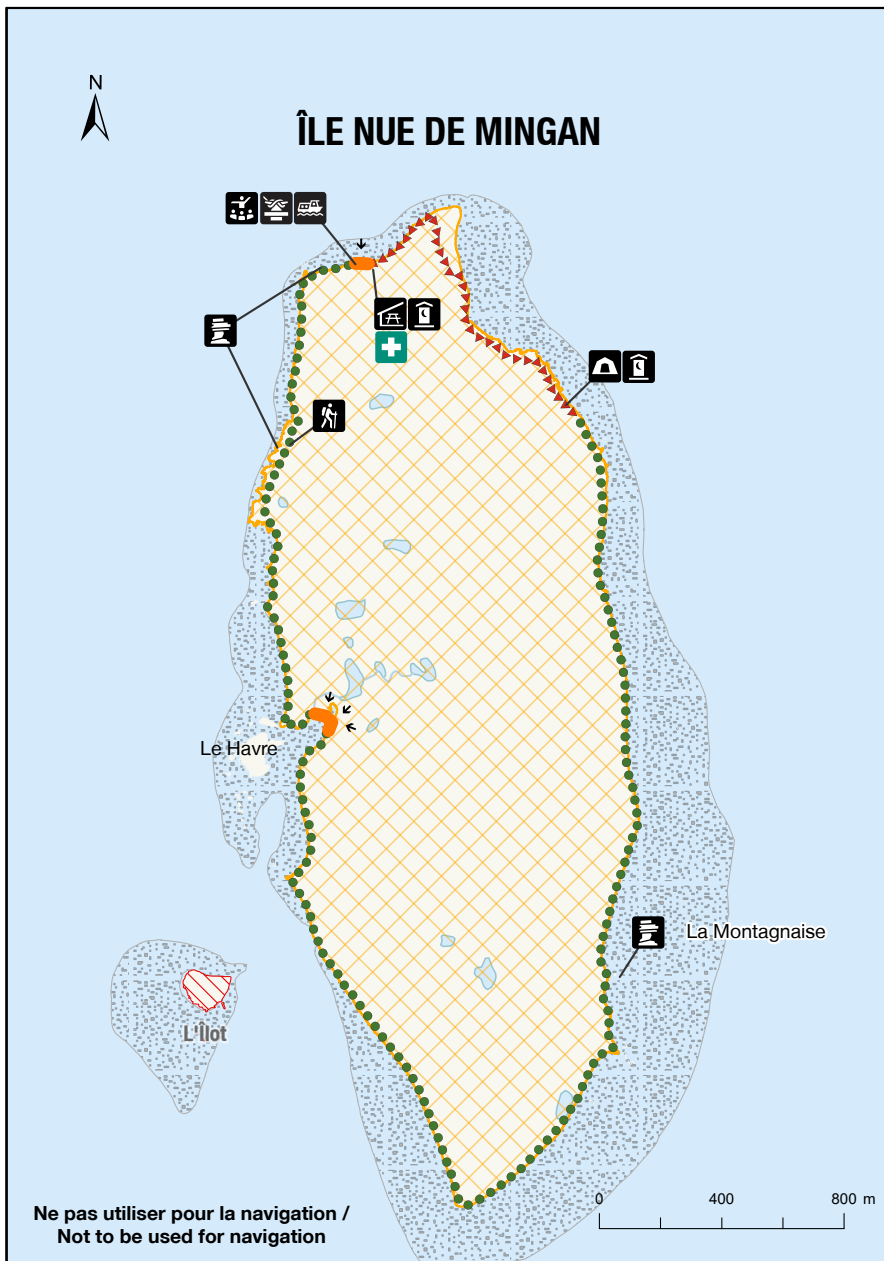 N
ÎLE NUE DE MINGAN
Le Havre
La Montagnaise
L'Îlot
0 400 800 m
Ne pas utiliser pour la navigation /
Not to be used for navigation